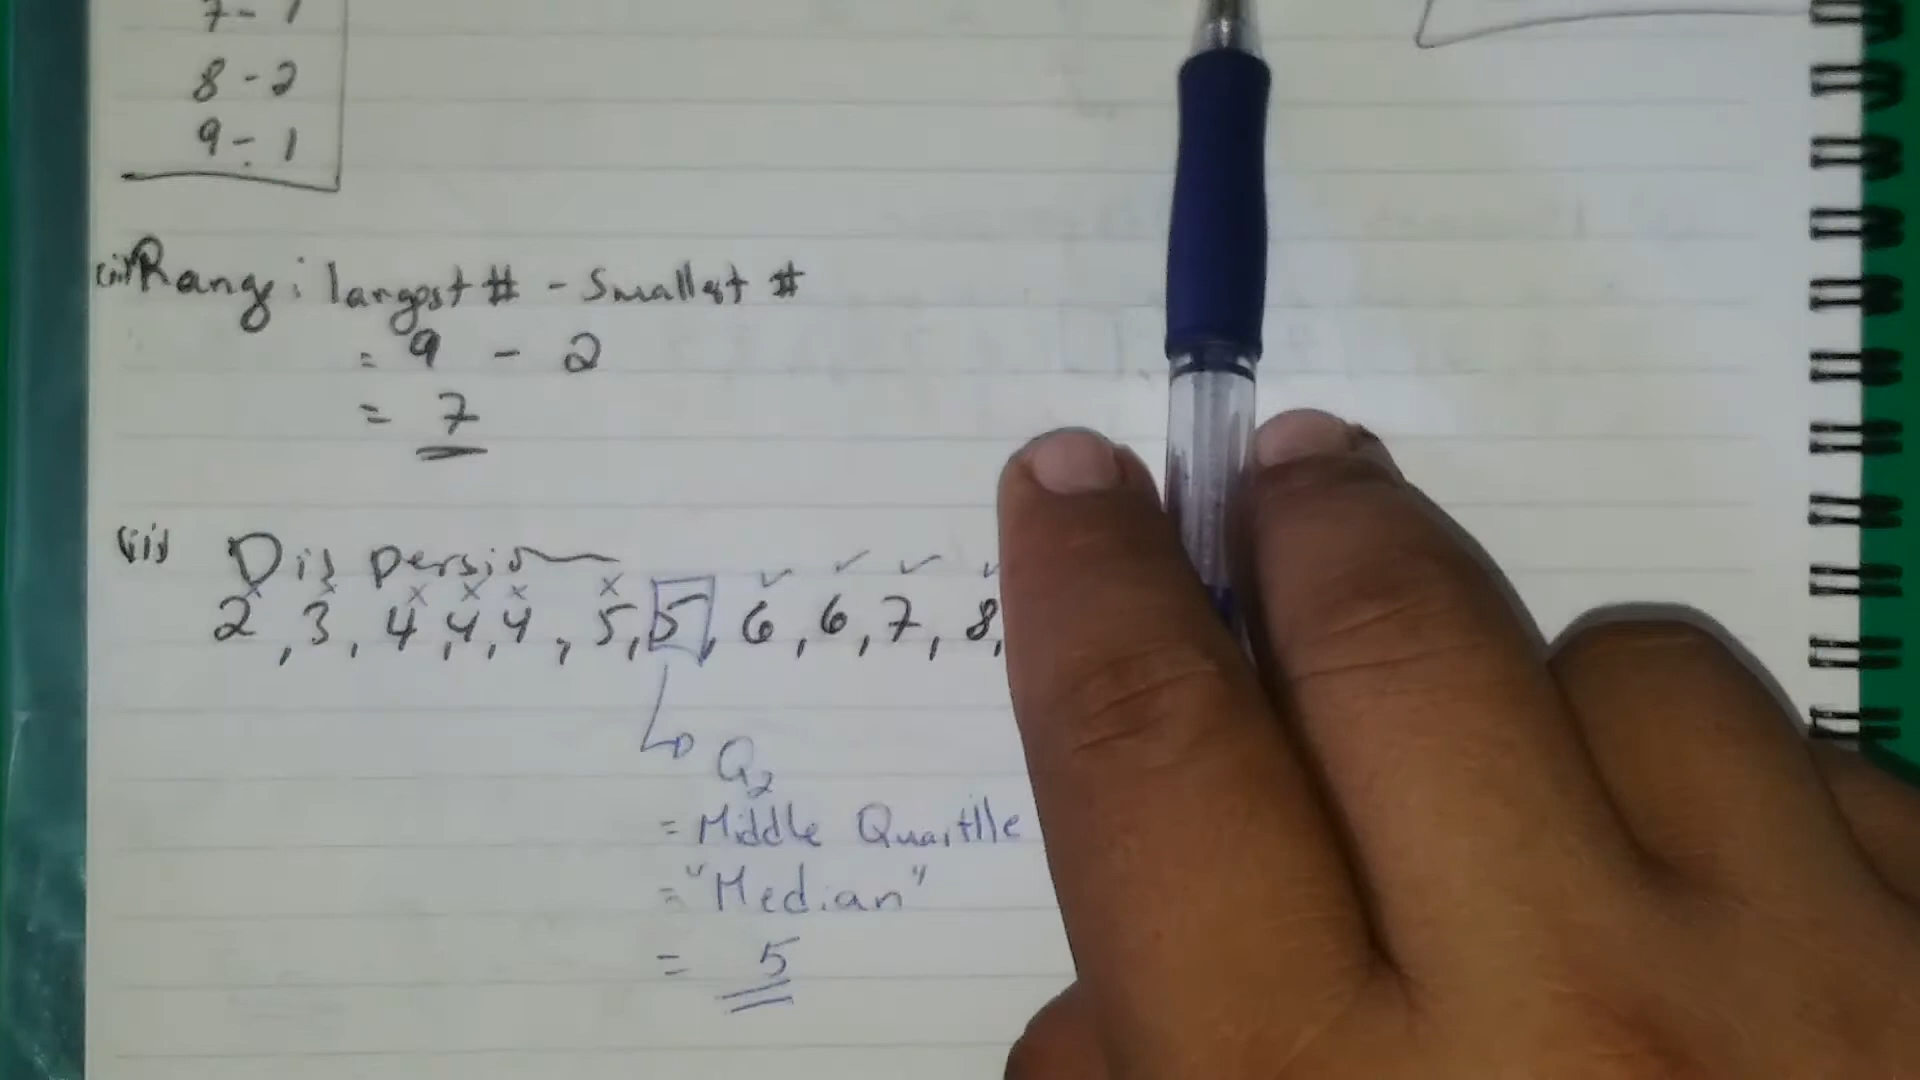 7 - 1
8 - 2
9 - 1
(ii) Range : largest # - Smallest #
= 9 - 2
= 7
(iii) Dispersion
x x x x x x ✓ ✓ ✓ ✓
2, 3, 4, 4, 4, 5, 5, 6, 6, 7, 8,
Q2
= Middle Quartile
= "Median"
= 5